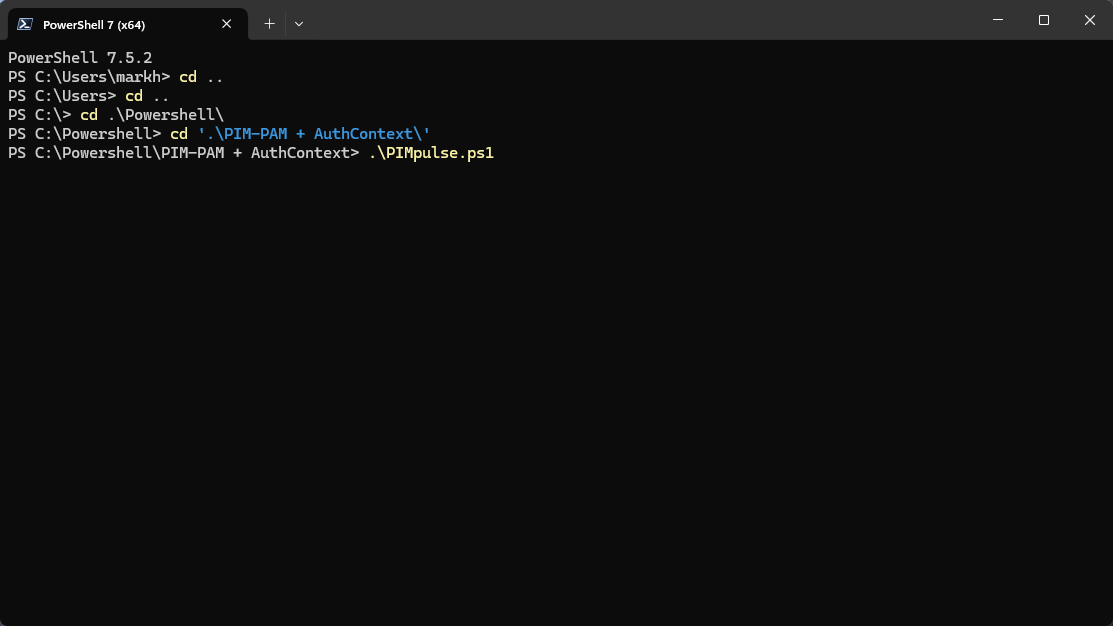 PowerShell 7 (x64)
PowerShell 7.5.2
PS C:\Users\markh> cd ..
PS C:\Users> cd ..
PS C:\> cd .\Powershell\
PS C:\Powershell> cd '.\PIM-PAM + AuthContext\'
PS C:\Powershell\PIM-PAM + AuthContext> .\PIMpulse.ps1